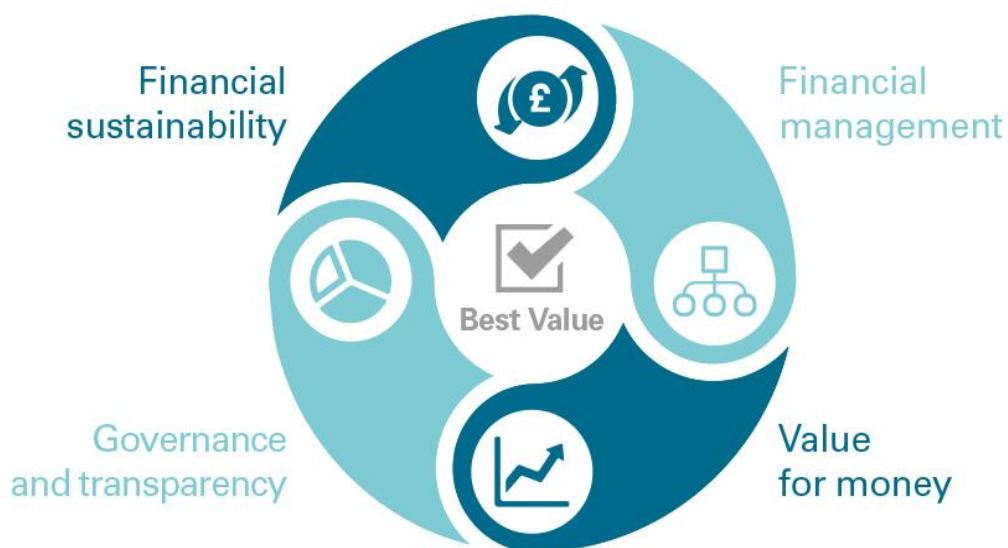 Financial
sustainability
£
Financial
management
Best Value
Governance
and transparency
Value
for money